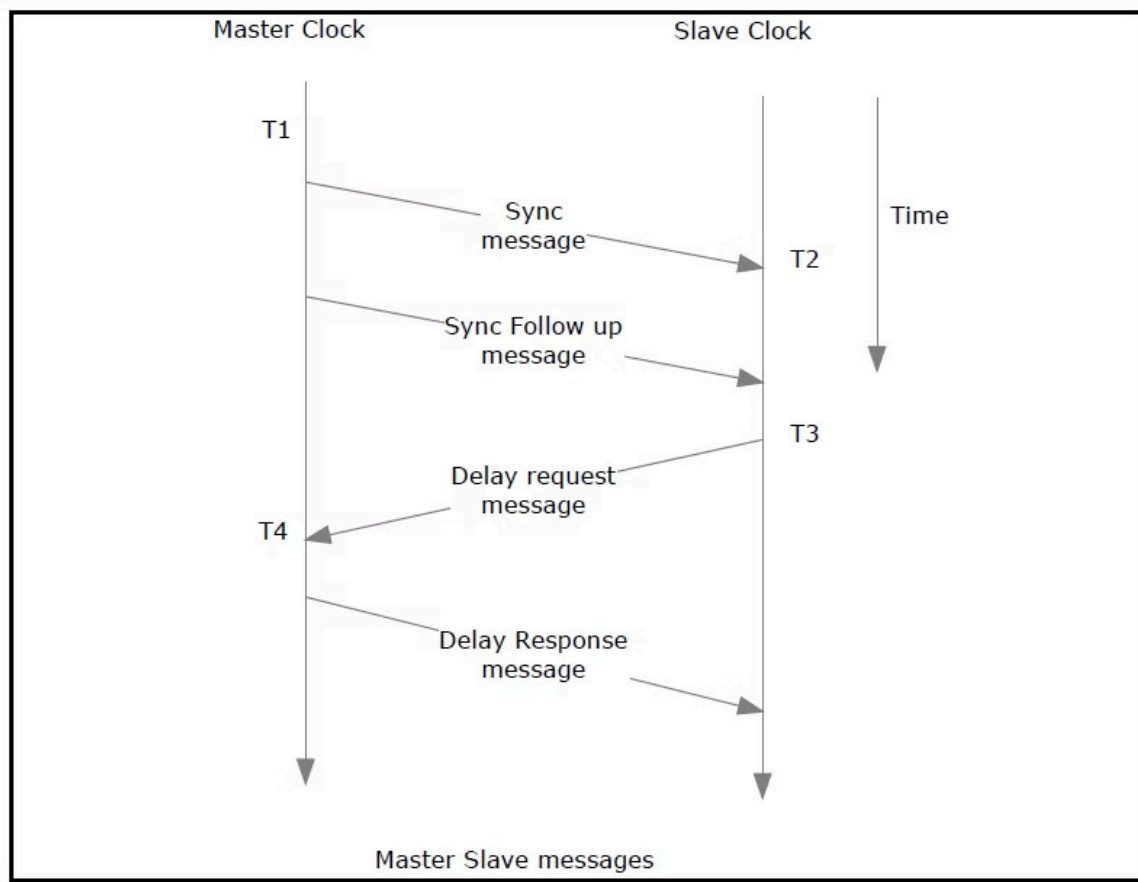 Master Clock
Slave Clock
T1
Time
Sync
message
T2
Sync Follow up
message
T3
Delay request
message
T4
Delay Response
message
Master Slave messages